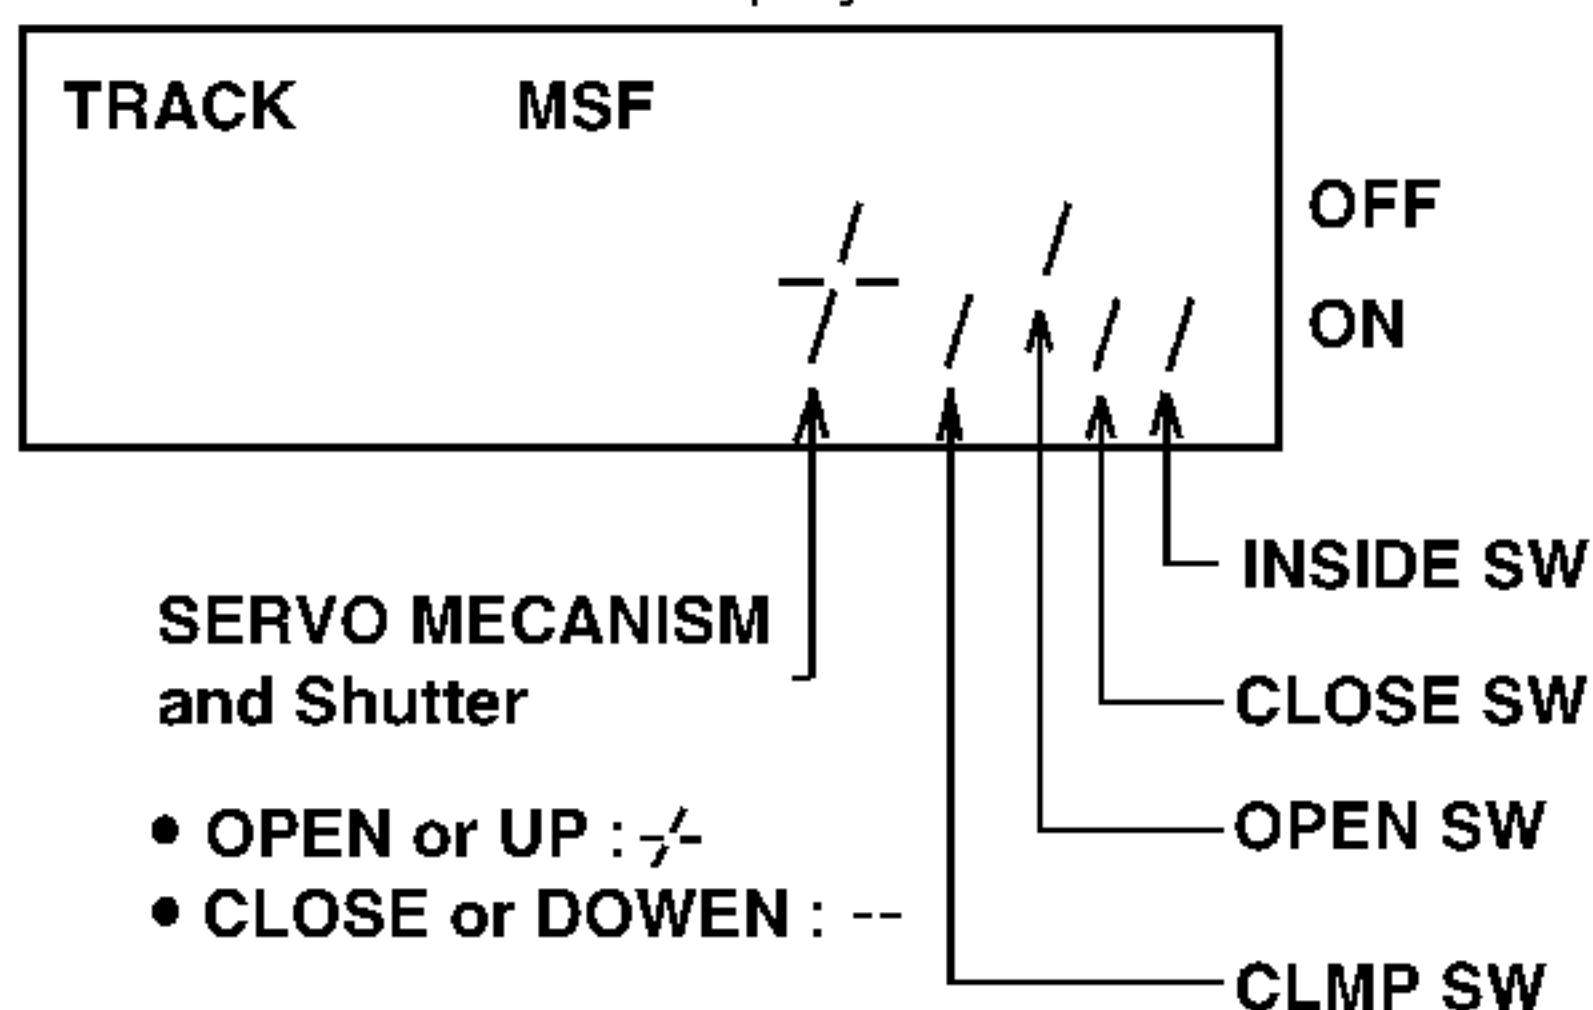 TRACK MSF
OFF
ON
INSIDE SW
SERVO MECANISM
and Shutter
CLOSE SW
OPEN SW
• OPEN or UP : -/-
• CLOSE or DOWEN : --
CLMP SW